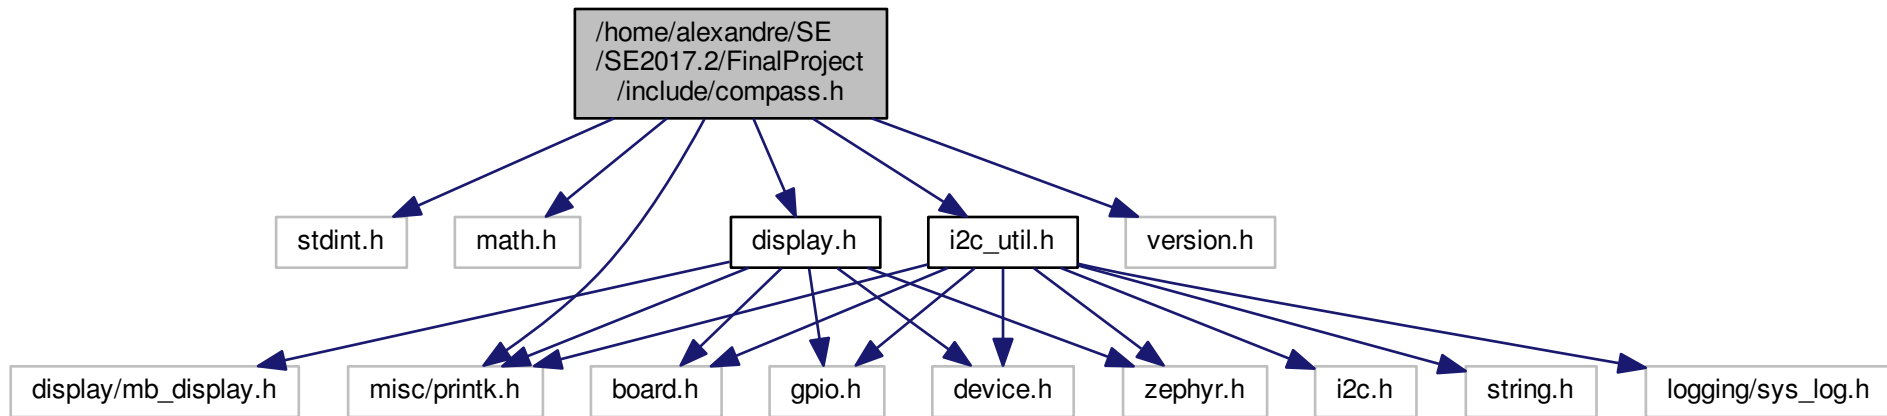 /home/alexandre/SE
/SE2017.2/FinalProject
/include/compass.h
stdint.h
math.h
display.h
i2c_util.h
version.h
display/mb_display.h
misc/printk.h
board.h
gpio.h
device.h
zephyr.h
i2c.h
string.h
logging/sys_log.h